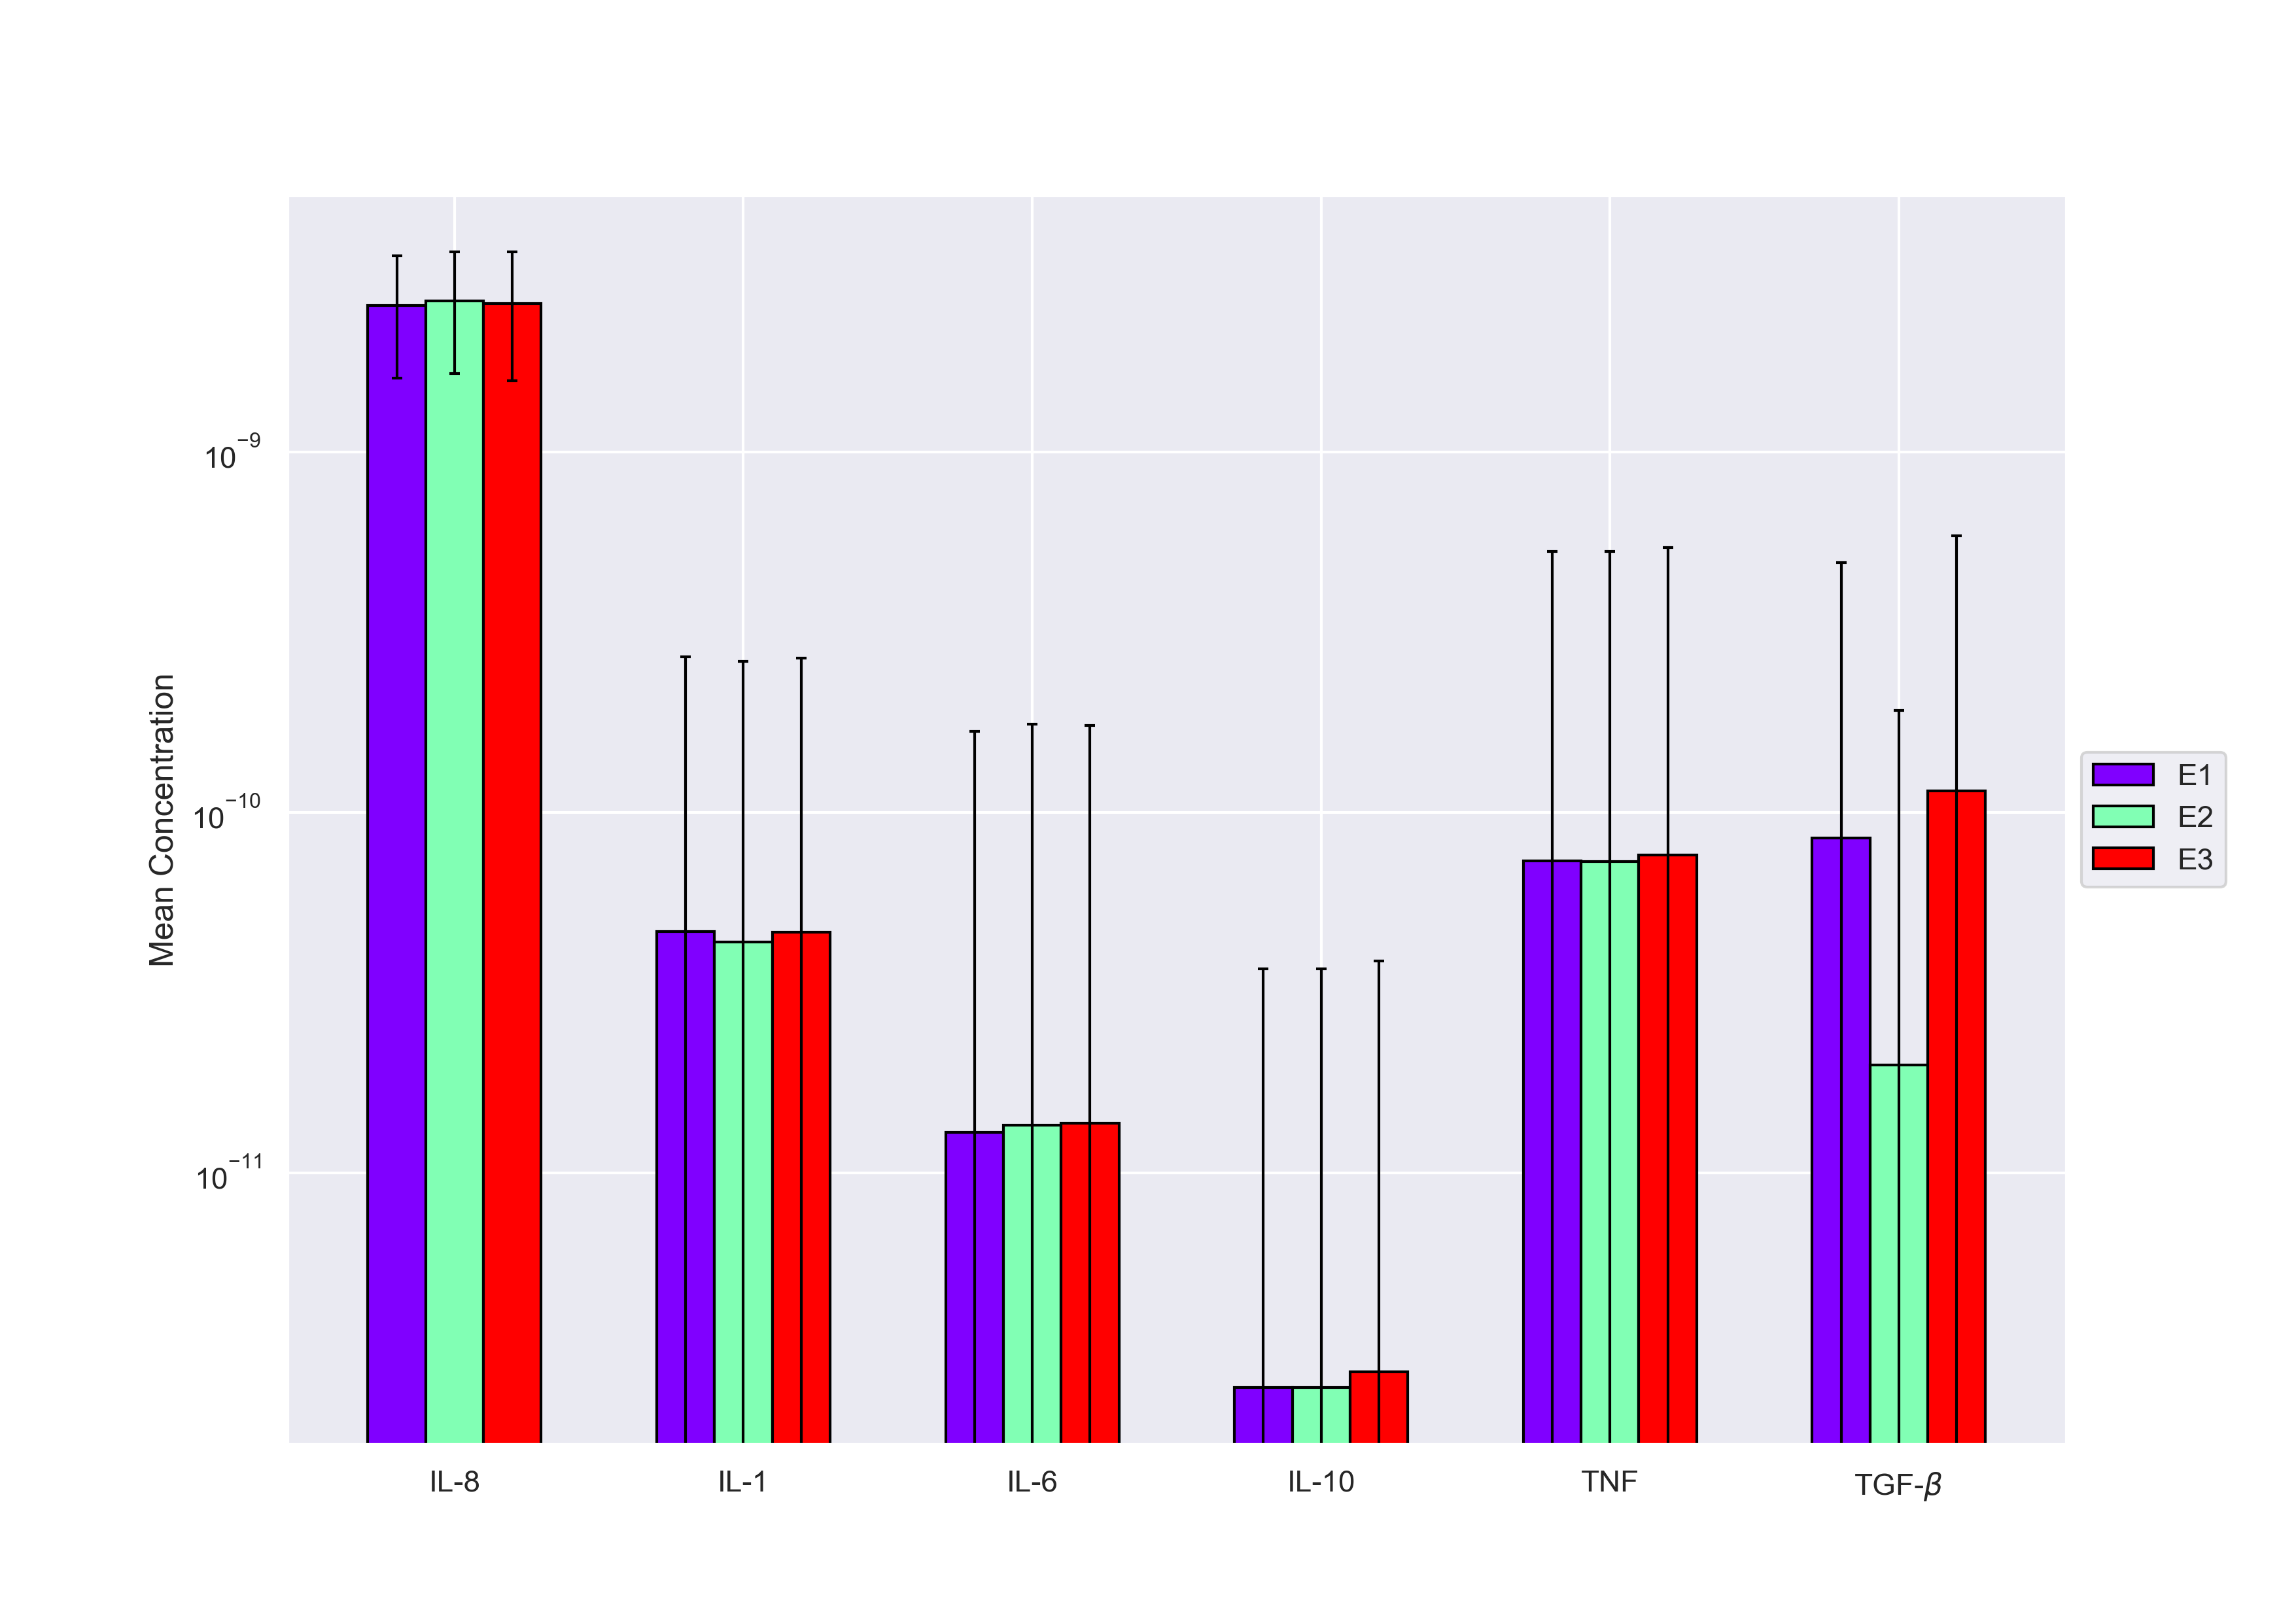 Mean Concentration
10⁻⁹
10⁻¹⁰
10⁻¹¹
IL-8 IL-1 IL-6 IL-10 TNF TGF-β
E1
E2
E3